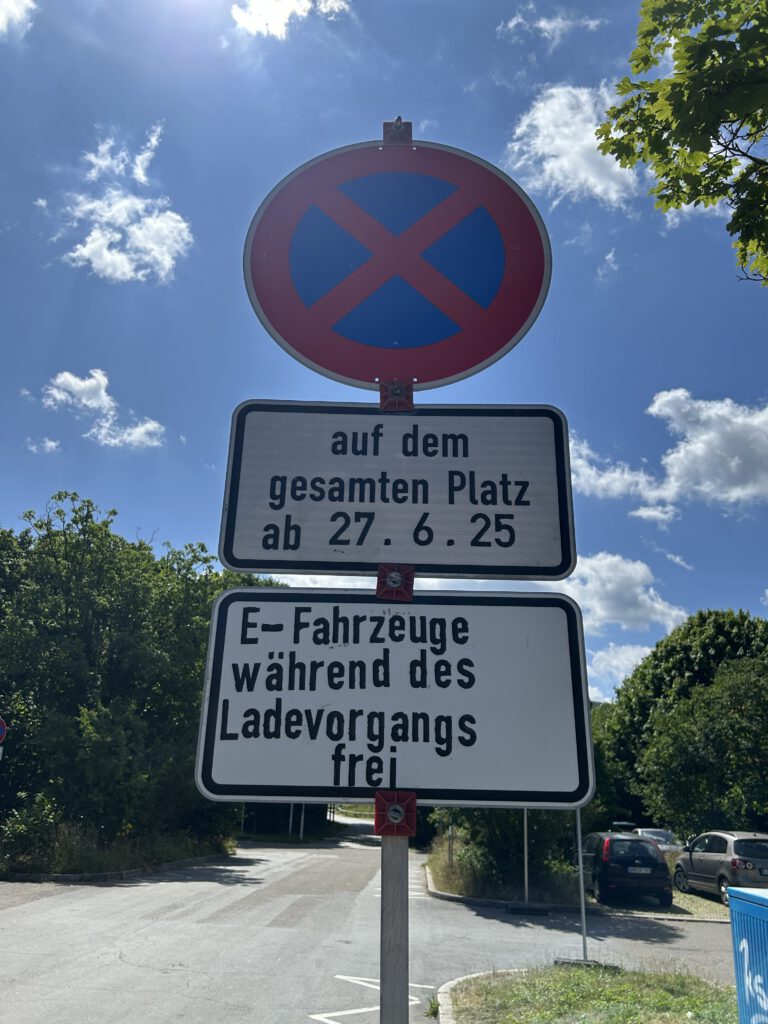 auf dem
gesamten Platz
ab 27.6.25
E-Fahrzeuge
während des
Ladevorgangs
frei